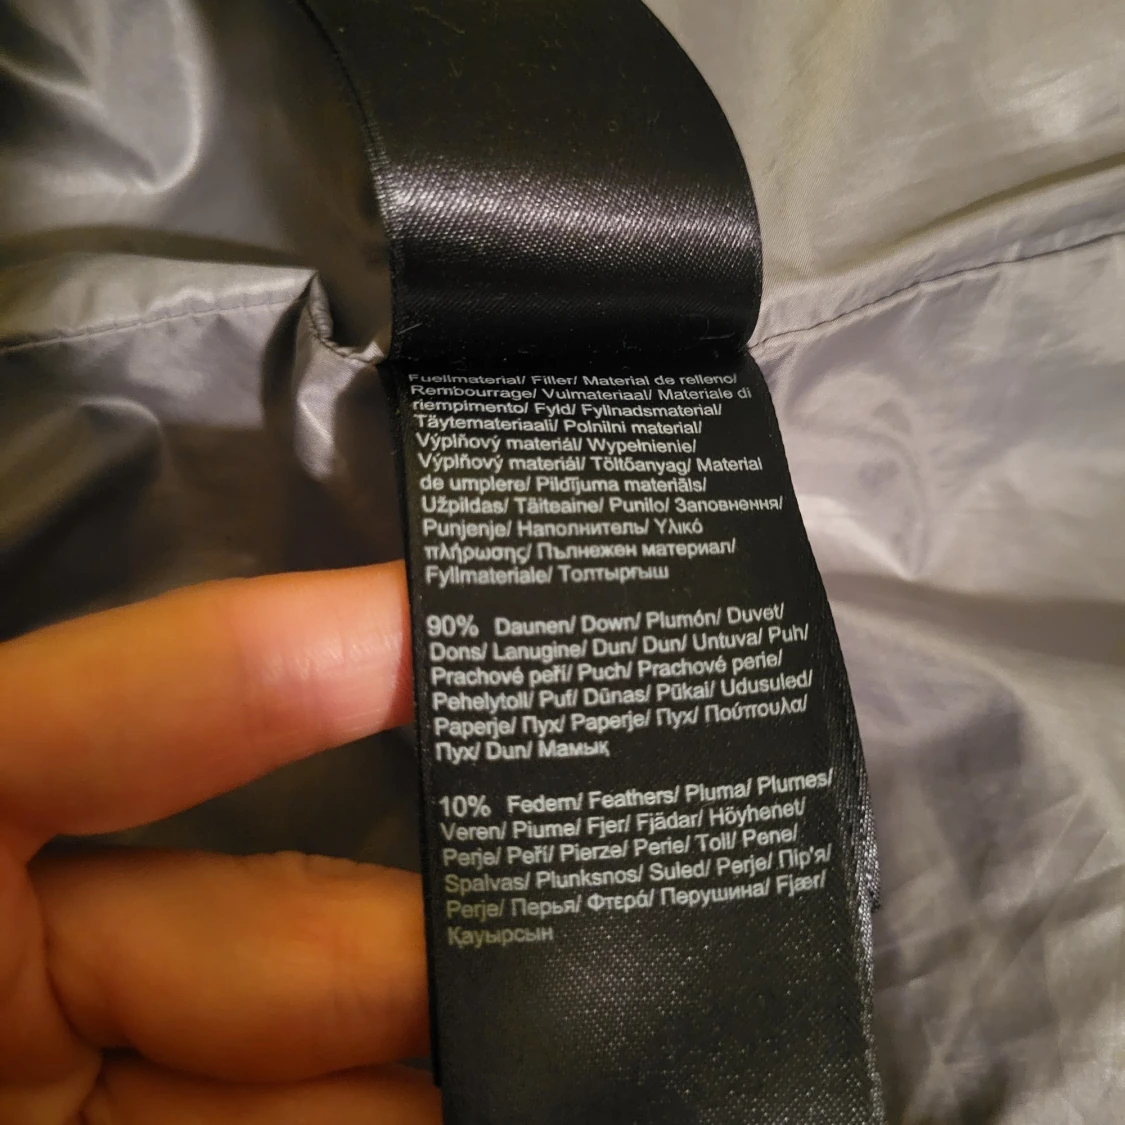 Fuellmaterial/ Filler/ Material de relleno/
Rembourrage/ Vulmateriaal/ Materiale di
riempimento/ Fyld/ Fyllnadsmaterial/
Täytemateriaali/ Polnilni material/
Výplňový materiál/ Wypełnienie/
Výplňový materiál/ Töltőanyag/ Material
de umplere/ Pildījuma materiāls/
Užpildas/ Täiteaine/ Punilo/ Заповнення/
Punjenje/ Наполнитель/ Υλικό
πλήρωσης/ Пълнежен материал/
Fyllmateriale/ Толтырғыш
90% Daunen/ Down/ Plumón/ Duvet/
Dons/ Lanugine/ Dun/ Dun/ Untuva/ Puh/
Prachové peří/ Puch/ Prachové perie/
Pehelytoll/ Puf/ Dūnas/ Pūkai/ Udusuled/
Paperje/ Пух/ Paperje/ Пух/ Πούπουλα/
Пух/ Dun/ Мамық
10% Federn/ Feathers/ Pluma/ Plumes/
Veren/ Piume/ Fjer/ Fjädar/ Höyhenet/
Perje/ Peří/ Pierze/ Perie/ Toll/ Pene/
Spalvas/ Plunksnos/ Suled/ Perje/ Пір'я/
Perje/ Перья/ Φτερά/ Перушина/ Fjær/
Қауырсын